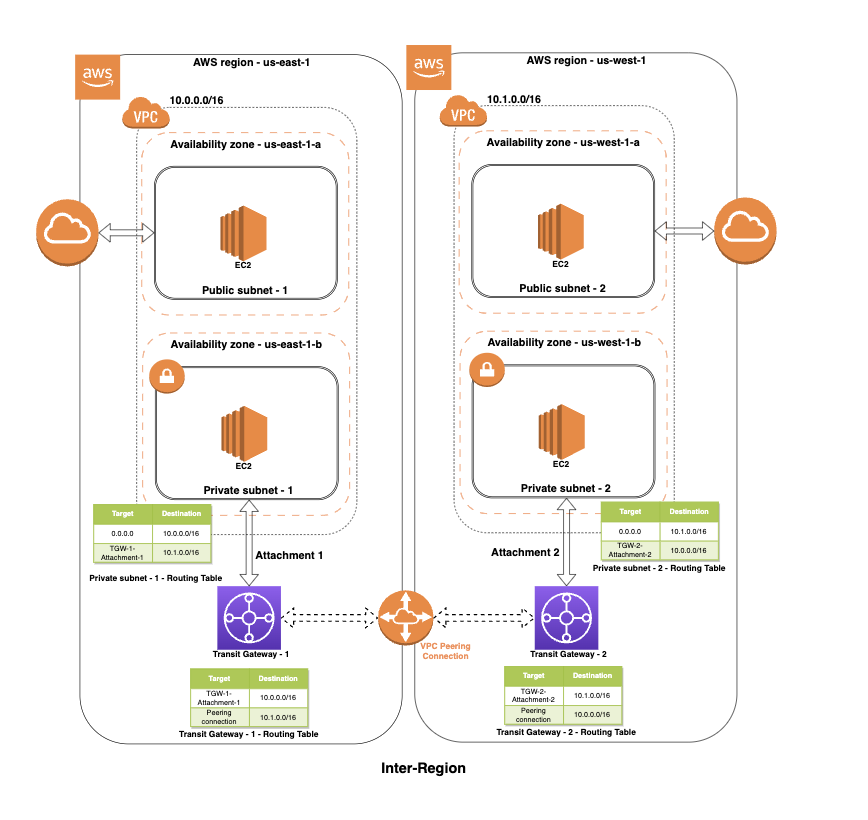 AWS region - us-east-1
AWS region - us-west-1
aws
aws
10.0.0.0/16
10.1.0.0/16
VPC
VPC
Availability zone - us-east-1-a
Availability zone - us-west-1-a
EC2
EC2
Public subnet - 1
Public subnet - 2
Availability zone - us-east-1-b
Availability zone - us-west-1-b
EC2
EC2
Private subnet - 1
Private subnet - 2
Target Destination
0.0.0.0 10.0.0.0/16
TGW-1-
Attachment-1 10.1.0.0/16
Private subnet - 1 - Routing Table
Attachment 1
Attachment 2
Target Destination
0.0.0.0 10.1.0.0/16
TGW-2-
Attachment-2 10.0.0.0/16
Private subnet - 2 - Routing Table
Transit Gateway - 1
VPC Peering
Connection
Transit Gateway - 2
Target Destination
TGW-1-
Attachment-1 10.0.0.0/16
Peering
connection 10.1.0.0/16
Transit Gateway - 1 - Routing Table
Target Destination
TGW-2-
Attachment-2 10.1.0.0/16
Peering
connection 10.0.0.0/16
Transit Gateway - 2 - Routing Table
Inter-Region